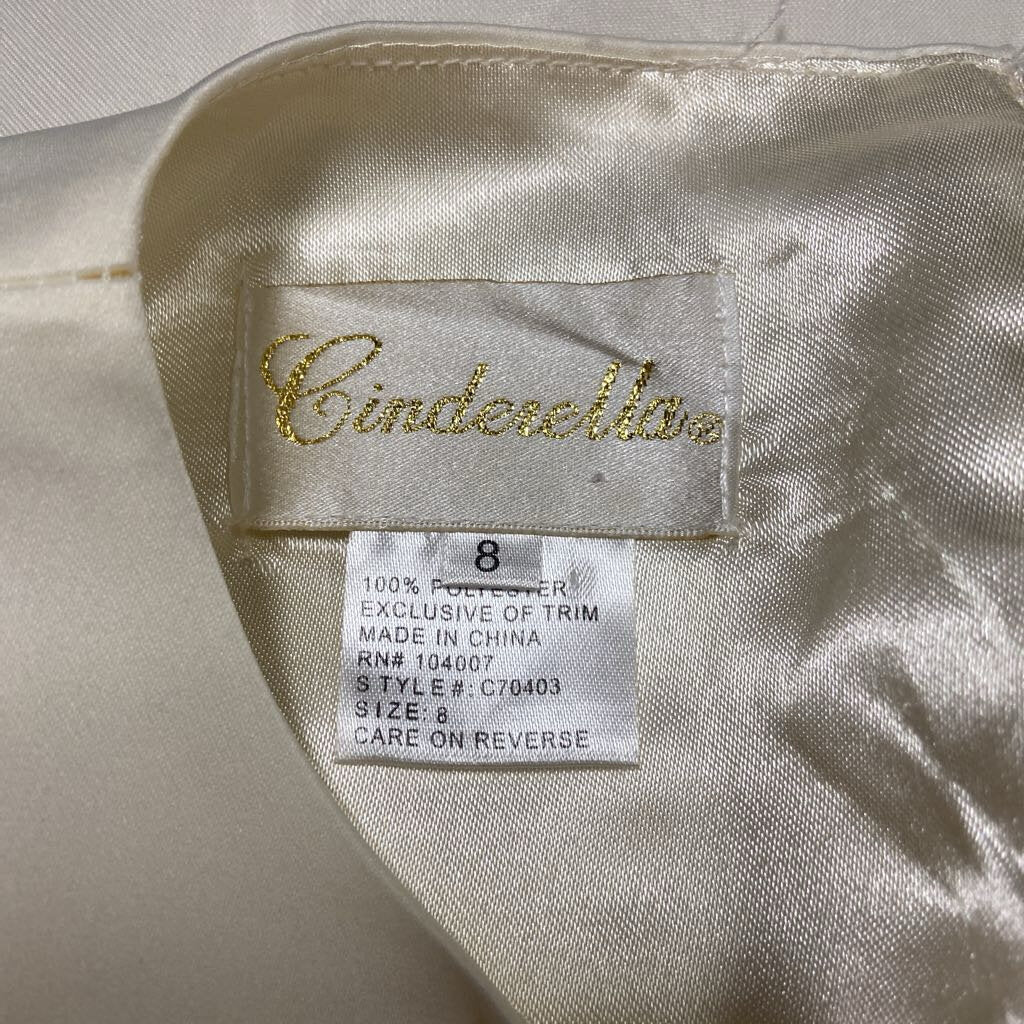 Cinderella®
8
100% POLYESTER
EXCLUSIVE OF TRIM
MADE IN CHINA
RN# 104007
STYLE#: C70403
SIZE: 8
CARE ON REVERSE